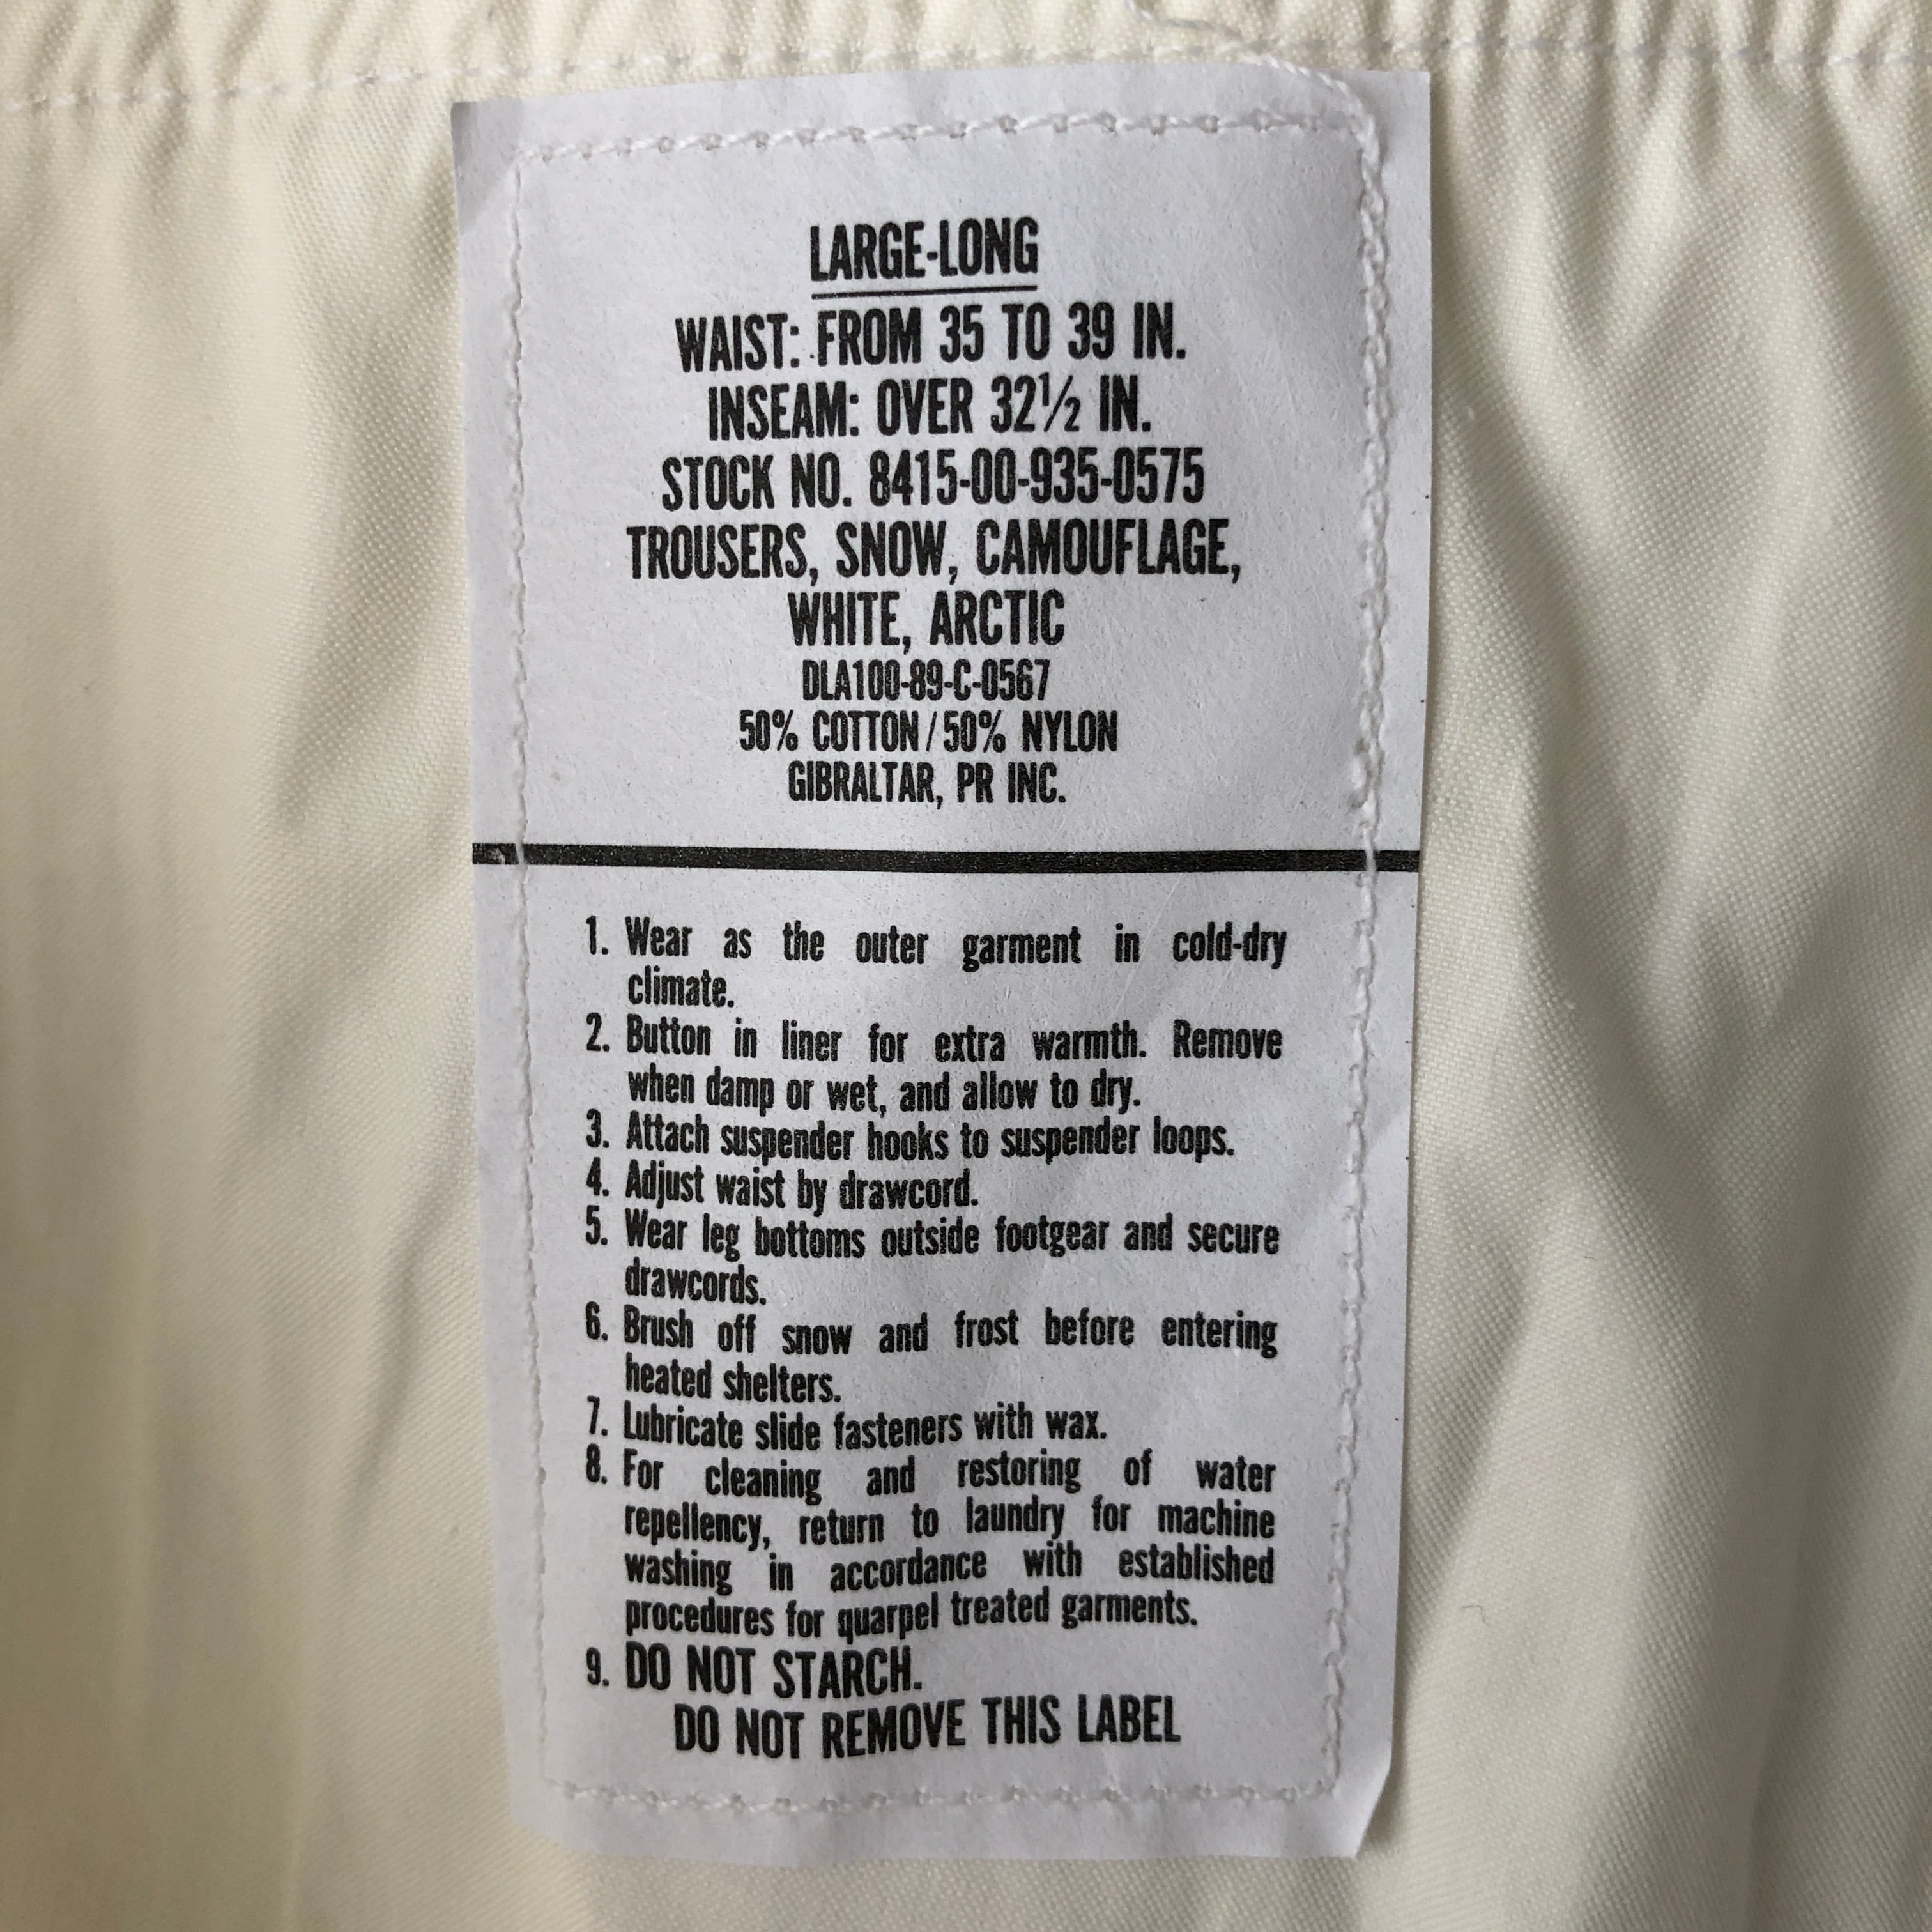 LARGE-LONG
WAIST: FROM 35 TO 39 IN.
INSEAM: OVER 32½ IN.
STOCK NO. 8415-00-935-0575
TROUSERS, SNOW, CAMOUFLAGE,
WHITE, ARCTIC
DLA100-89-C-0567
50% COTTON/50% NYLON
GIBRALTAR, PR INC.
1. Wear as the outer garment in cold-dry
climate.
2. Button in liner for extra warmth. Remove
when damp or wet, and allow to dry.
3. Attach suspender hooks to suspender loops.
4. Adjust waist by drawcord.
5. Wear leg bottoms outside footgear and secure
drawcords.
6. Brush off snow and frost before entering
heated shelters.
7. Lubricate slide fasteners with wax.
8. For cleaning and restoring of water
repellency, return to laundry for machine
washing in accordance with established
procedures for quarpel treated garments.
9. DO NOT STARCH.
DO NOT REMOVE THIS LABEL